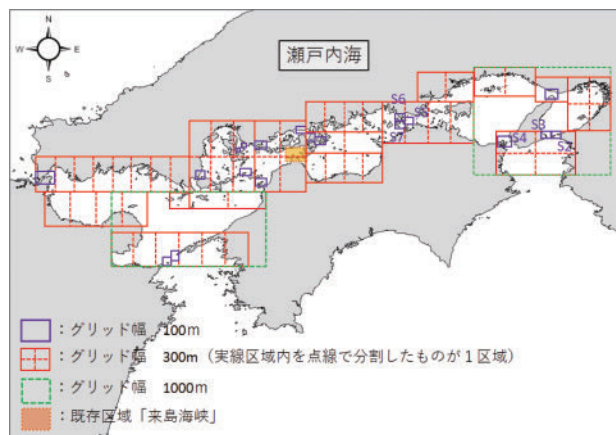 N
W E
S
瀬戸内海
S6
S5
S7
S4
S3
S2
：グリッド幅 100m
：グリッド幅 300m（実線区域内を点線で分割したものが１区域）
：グリッド幅 1000m
：既存区域「来島海峡」